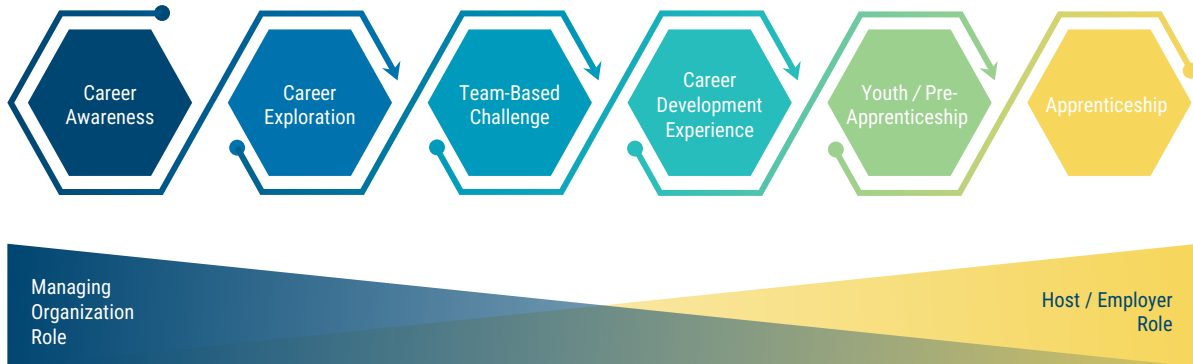 Career
Awareness
Career
Exploration
Team-Based
Challenge
Career
Development
Experience
Youth / Pre-
Apprenticeship
Apprenticeship
Managing
Organization
Role
Host / Employer
Role